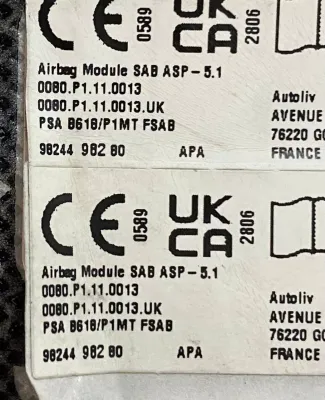 CE 0589 UK CA 2806
Airbag Module SAB ASP-5.1
0080.P1.11.0013
0080.P1.11.0013.UK
PSA B618/P1MT FSAB
98244 982 80 APA
Autoliv
AVENUE
76220 GO
FRANCE
CE 0589 UK CA 2806
Airbag Module SAB ASP-5.1
0080.P1.11.0013
0080.P1.11.0013.UK
PSA B618/P1MT FSAB
98244 982 80 APA
Autoliv
AVENUE
76220 GO
FRANCE